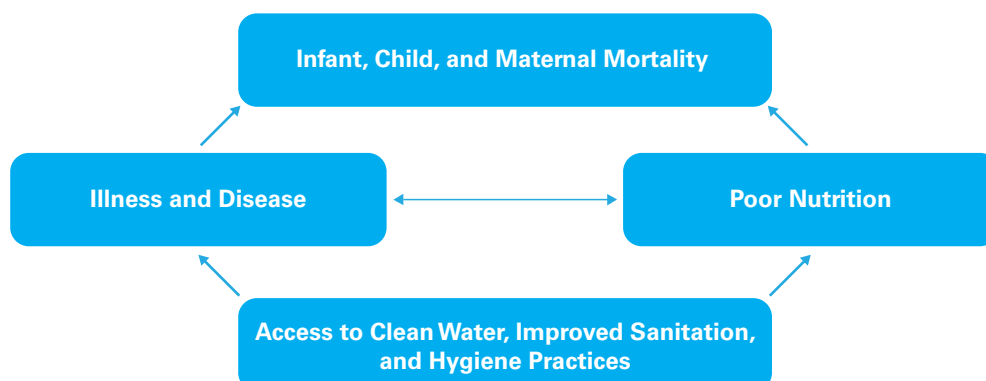 Infant, Child, and Maternal Mortality
Illness and Disease
Poor Nutrition
Access to Clean Water, Improved Sanitation,
and Hygiene Practices